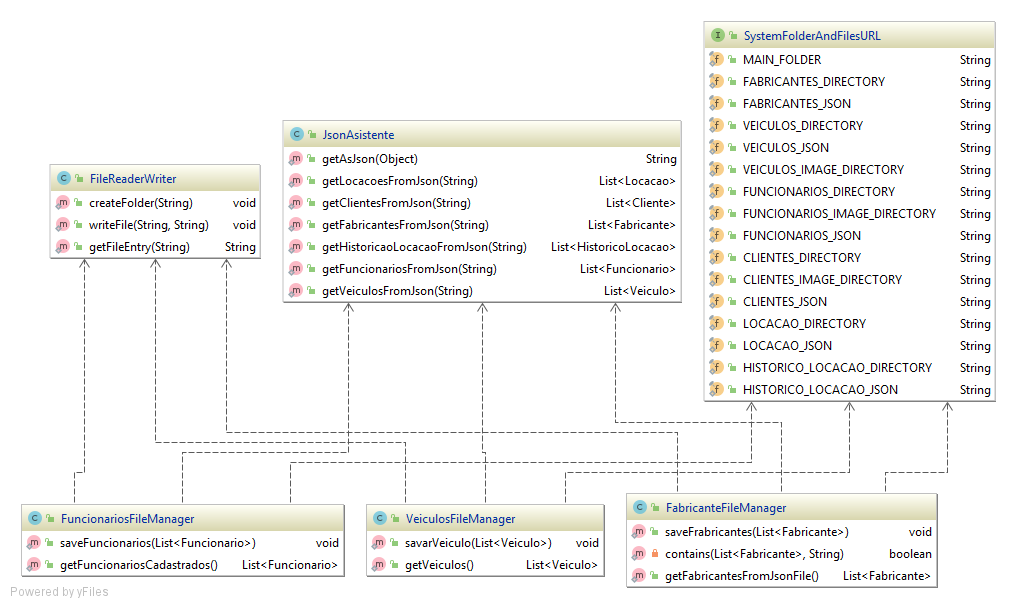 SystemFolderAndFilesURL
MAIN_FOLDER String
FABRICANTES_DIRECTORY String
FABRICANTES_JSON String
VEICULOS_DIRECTORY String
VEICULOS_JSON String
VEICULOS_IMAGE_DIRECTORY String
FUNCIONARIOS_DIRECTORY String
FUNCIONARIOS_IMAGE_DIRECTORY String
FUNCIONARIOS_JSON String
CLIENTES_DIRECTORY String
CLIENTES_IMAGE_DIRECTORY String
CLIENTES_JSON String
LOCACAO_DIRECTORY String
LOCACAO_JSON String
HISTORICO_LOCACAO_DIRECTORY String
HISTORICO_LOCACAO_JSON String
JsonAsistente
getAsJson(Object) String
getLocacoesFromJson(String) List<Locacao>
getClientesFromJson(String) List<Cliente>
getFabricantesFromJson(String) List<Fabricante>
getHistoricaoLocacaoFromJson(String) List<HistoricoLocacao>
getFuncionariosFromJson(String) List<Funcionario>
getVeiculosFromJson(String) List<Veiculo>
FileReaderWriter
createFolder(String) void
writeFile(String, String) void
getFileEntry(String) String
FuncionariosFileManager
saveFuncionarios(List<Funcionario>) void
getFuncionariosCadastrados() List<Funcionario>
VeiculosFileManager
savarVeiculo(List<Veiculo>) void
getVeiculos() List<Veiculo>
FabricanteFileManager
saveFrabricantes(List<Fabricante>) void
contains(List<Fabricante>, String) boolean
getFabricantesFromJsonFile() List<Fabricante>
Powered by yFiles